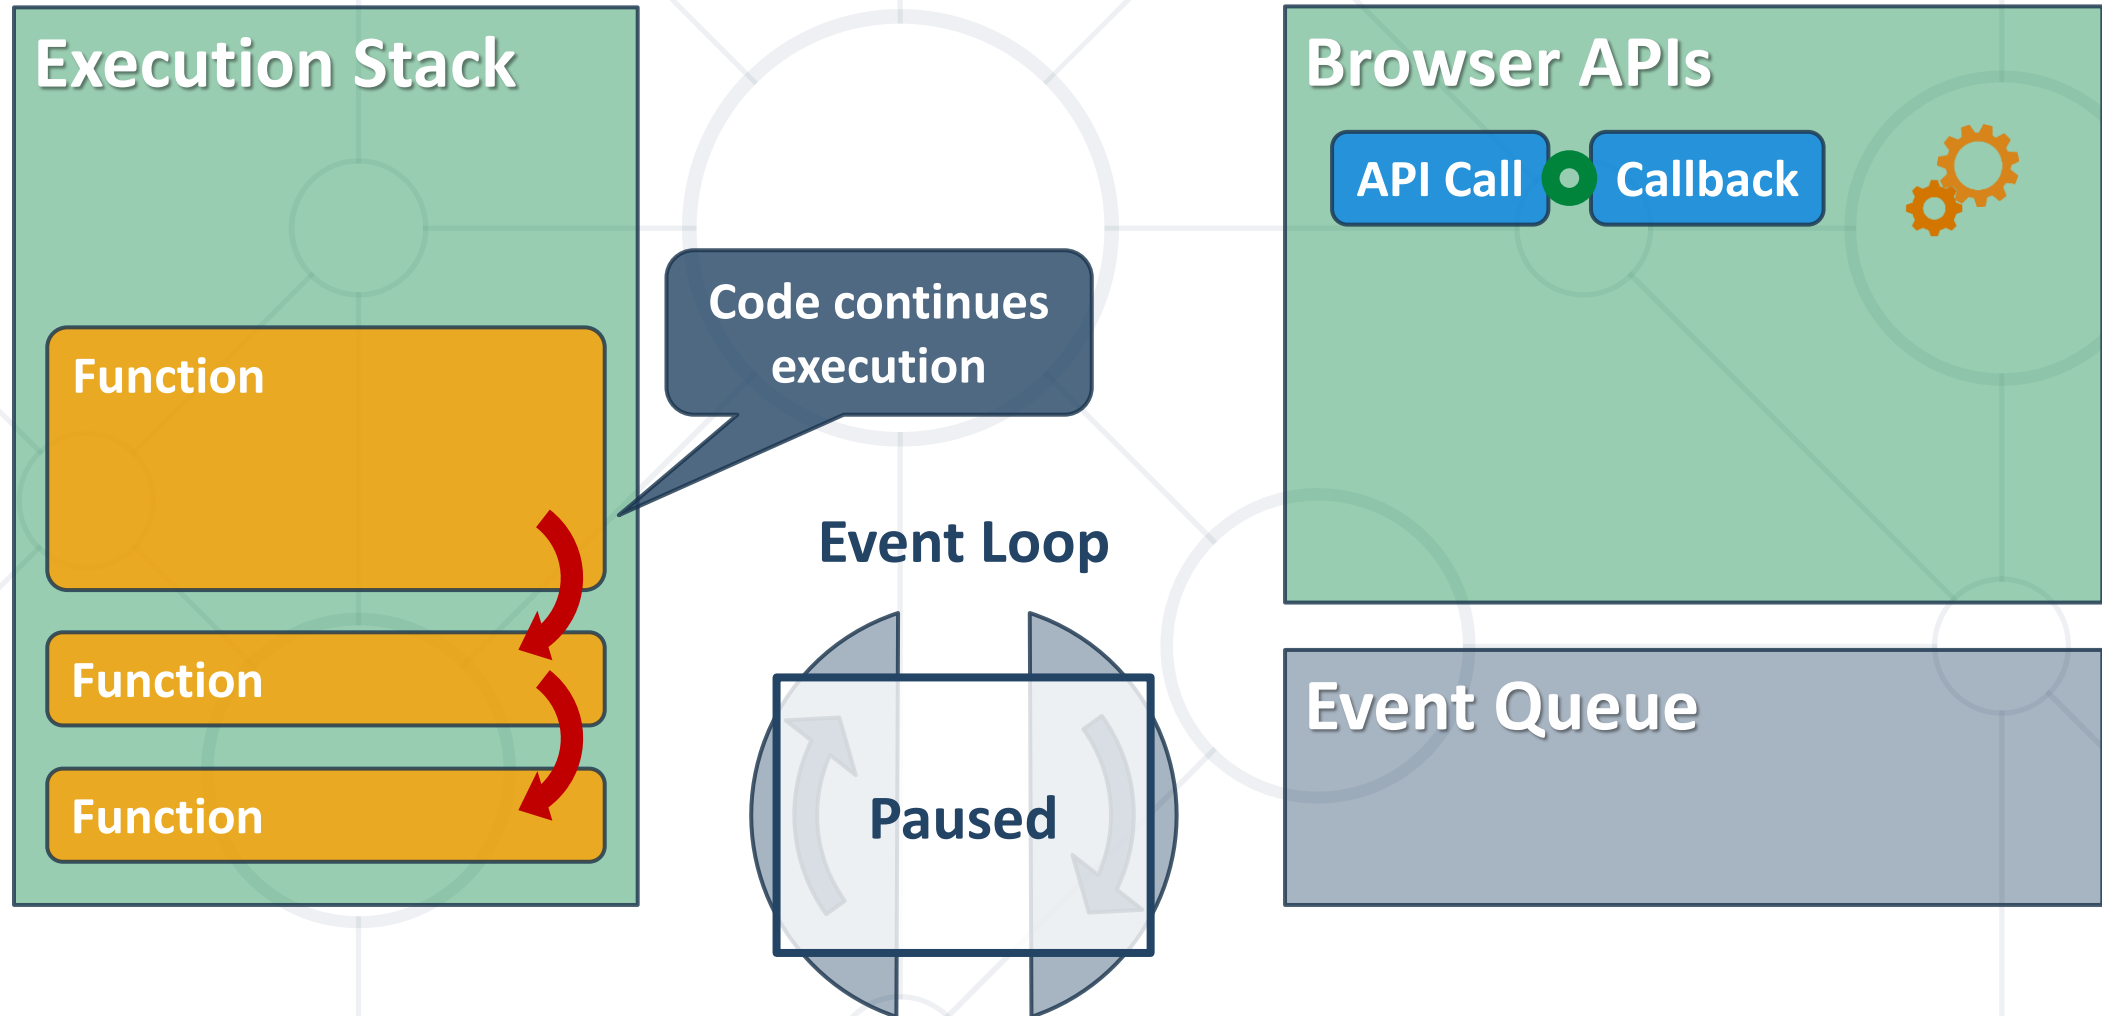 Execution Stack
Function
Function
Function
Code continues
execution
Event Loop
Paused
Browser APIs
API Call
Callback
Event Queue